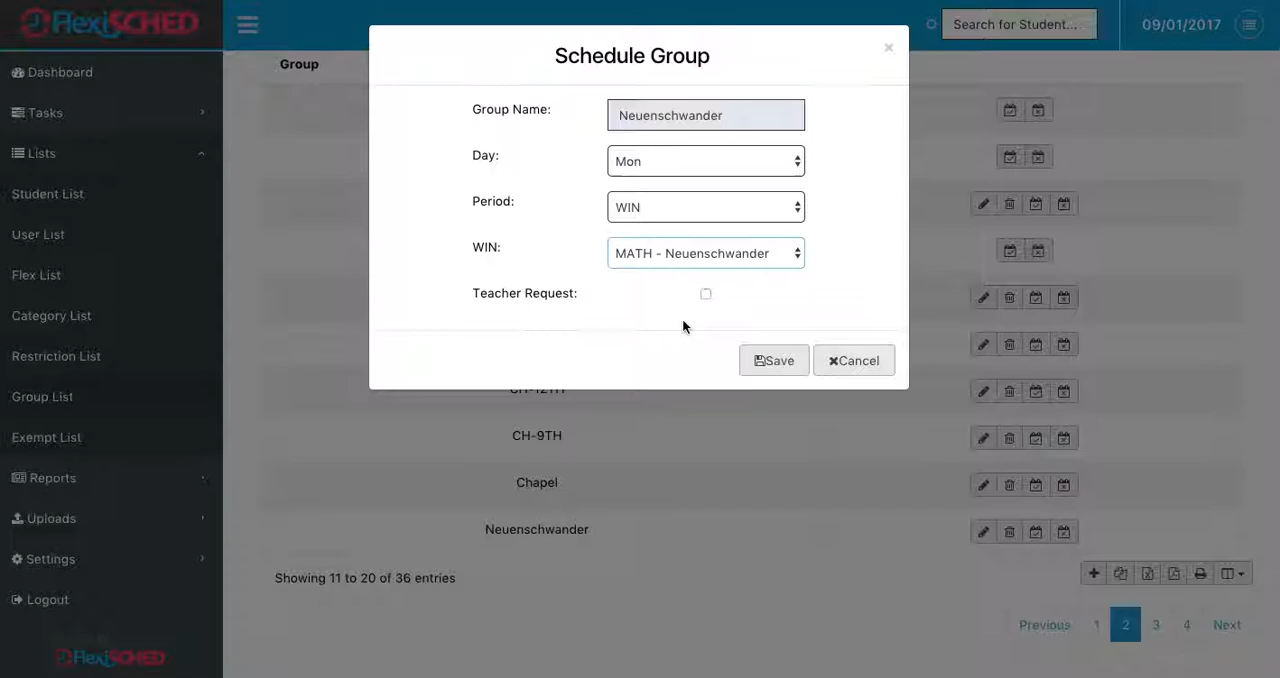 FlexiSCHED
Search for Student...
09/01/2017
Dashboard
Tasks
Lists
Student List
User List
Flex List
Category List
Restriction List
Group List
Exempt List
Reports
Uploads
Settings
Logout
FlexiSCHED
Group
Schedule Group
×
Group Name:
Neuenschwander
Day:
Mon
Period:
WIN
WIN:
MATH - Neuenschwander
Teacher Request:
Save
Cancel
CH-12TH
CH-9TH
Chapel
Neuenschwander
Showing 11 to 20 of 36 entries
Previous 1 2 3 4 Next